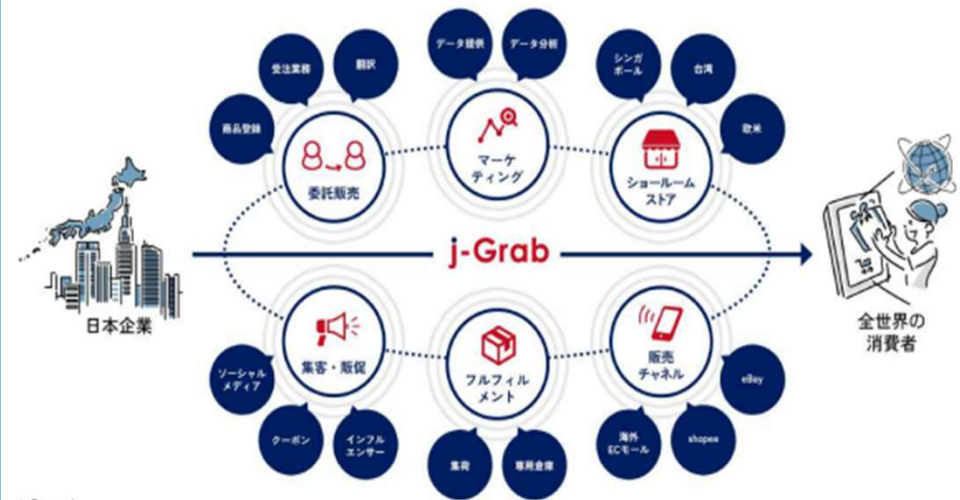 データ提供
データ分析
受注業務
翻訳
シンガ
ポール
台湾
商品登録
欧米
委託販売
マーケ
ティング
ショールーム
ストア
j-Grab
日本企業
全世界の
消費者
集客・販促
フルフィル
メント
販売
チャネル
ソーシャル
メディア
eBay
クーポン
インフル
エンサー
集荷
専用倉庫
海外
ECモール
shopee